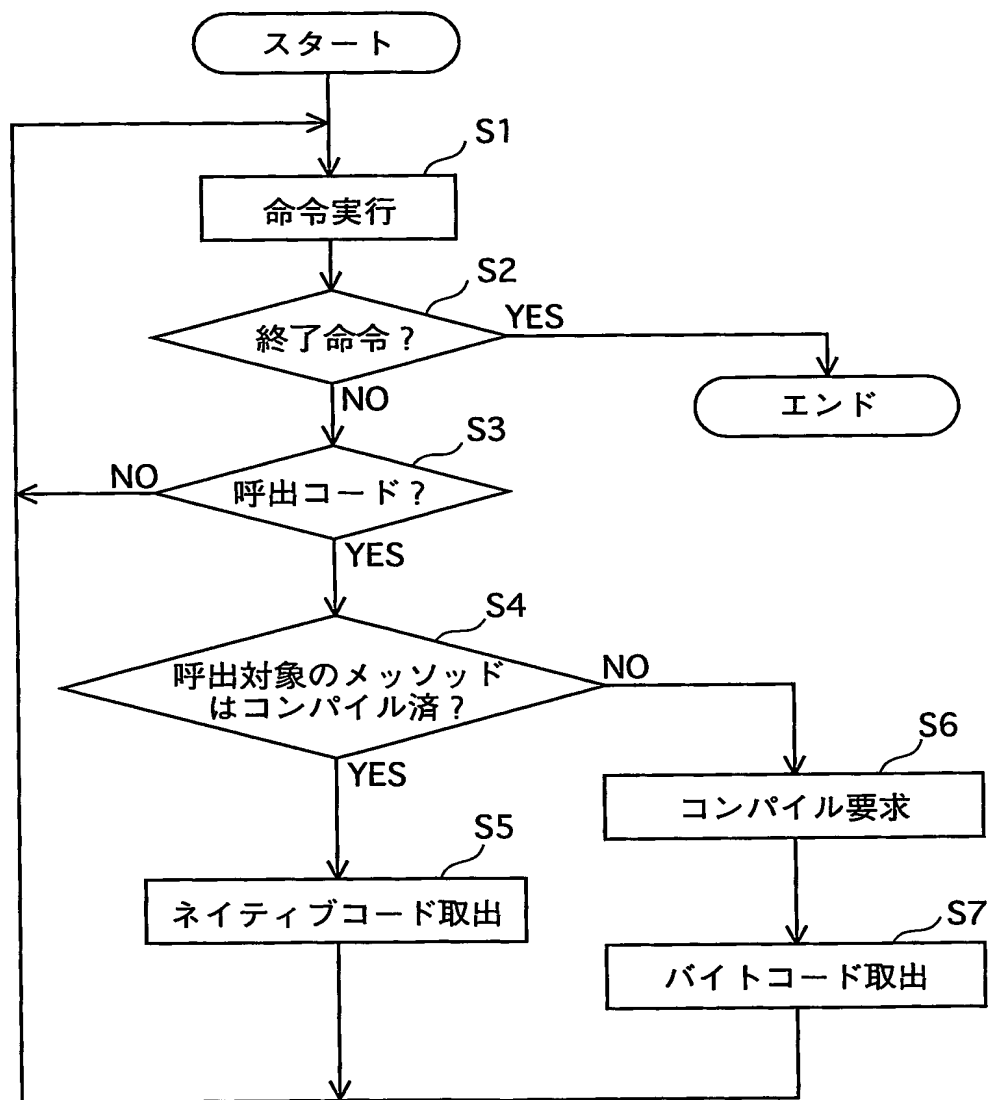 スタート
S1
命令実行
S2
終了命令？
YES
エンド
NO
S3
呼出コード？
NO
YES
S4
呼出対象のメッソッド
はコンパイル済？
NO
YES
S6
コンパイル要求
S5
ネイティブコード取出
S7
バイトコード取出